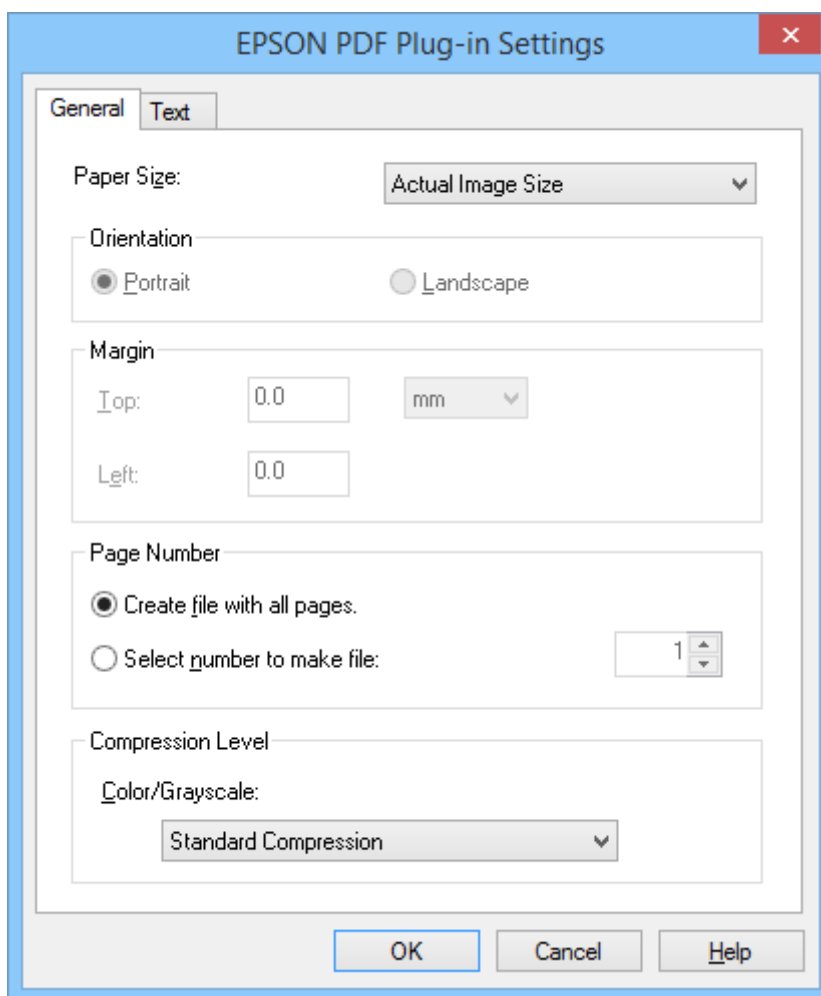 EPSON PDF Plug-in Settings
General Text
Paper Size: Actual Image Size
Orientation
Portrait Landscape
Margin
Top: 0.0 mm
Left: 0.0
Page Number
Create file with all pages.
Select number to make file: 1
Compression Level
Color/Grayscale:
Standard Compression
OK Cancel Help